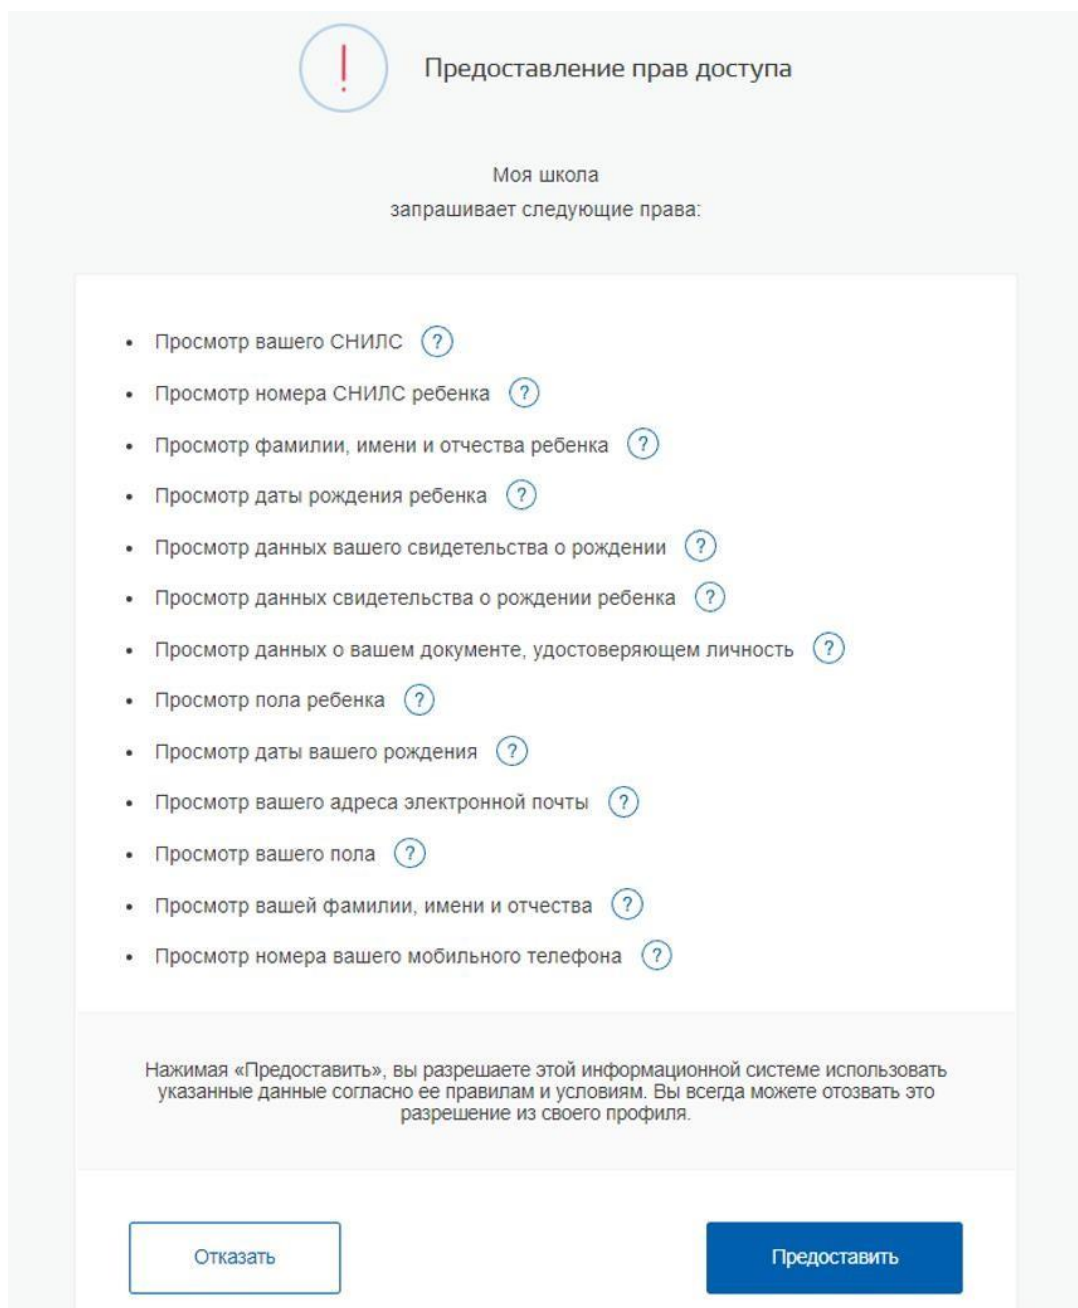 Предоставление прав доступа
Моя школа
запрашивает следующие права:
• Просмотр вашего СНИЛС ?
• Просмотр номера СНИЛС ребенка ?
• Просмотр фамилии, имени и отчества ребенка ?
• Просмотр даты рождения ребенка ?
• Просмотр данных вашего свидетельства о рождении ?
• Просмотр данных свидетельства о рождении ребенка ?
• Просмотр данных о вашем документе, удостоверяющем личность ?
• Просмотр пола ребенка ?
• Просмотр даты вашего рождения ?
• Просмотр вашего адреса электронной почты ?
• Просмотр вашего пола ?
• Просмотр вашей фамилии, имени и отчества ?
• Просмотр номера вашего мобильного телефона ?
Нажимая «Предоставить», вы разрешаете этой информационной системе использовать
указанные данные согласно ее правилам и условиям. Вы всегда можете отозвать это
разрешение из своего профиля.
Отказать
Предоставить